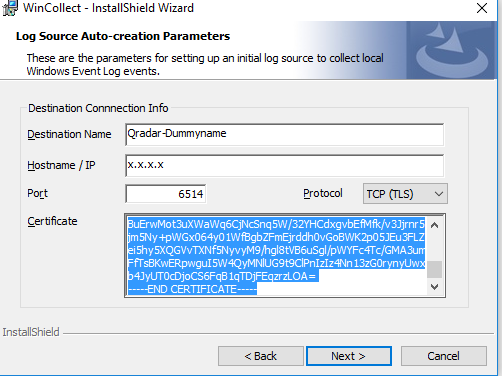 WinCollect - InstallShield Wizard
Log Source Auto-creation Parameters
These are the parameters for setting up an initial log source to collect local
Windows Event Log events.
Destination Connnection Info
Destination Name
Qradar-Dummyname
Hostname / IP
x.x.x.x
Port
6514
Protocol
TCP (TLS)
Certificate
BuErwMot3uXWaWq6CjNcSnq5W/32YHCdxgvbEfMfk/v3Jjrnr5
jm5Ny+pWGx064y01WfBgbZFmEjrddh0vGoBWK2p05JEu3FLZ
ei5hy5XQGVvTXNf5NyvyM9/hgl8tVB6uSgl/pWYFc4Tc/GMA3um
FfTsBKwERpwguI5W4QyMNlUG9t9ClPnIzIz4Nn13zG0rynyUwx
b4JyUT0cDjoCS6FqB1qTDjFEqzrzLOA=
-----END CERTIFICATE-----
InstallShield
< Back
Next >
Cancel